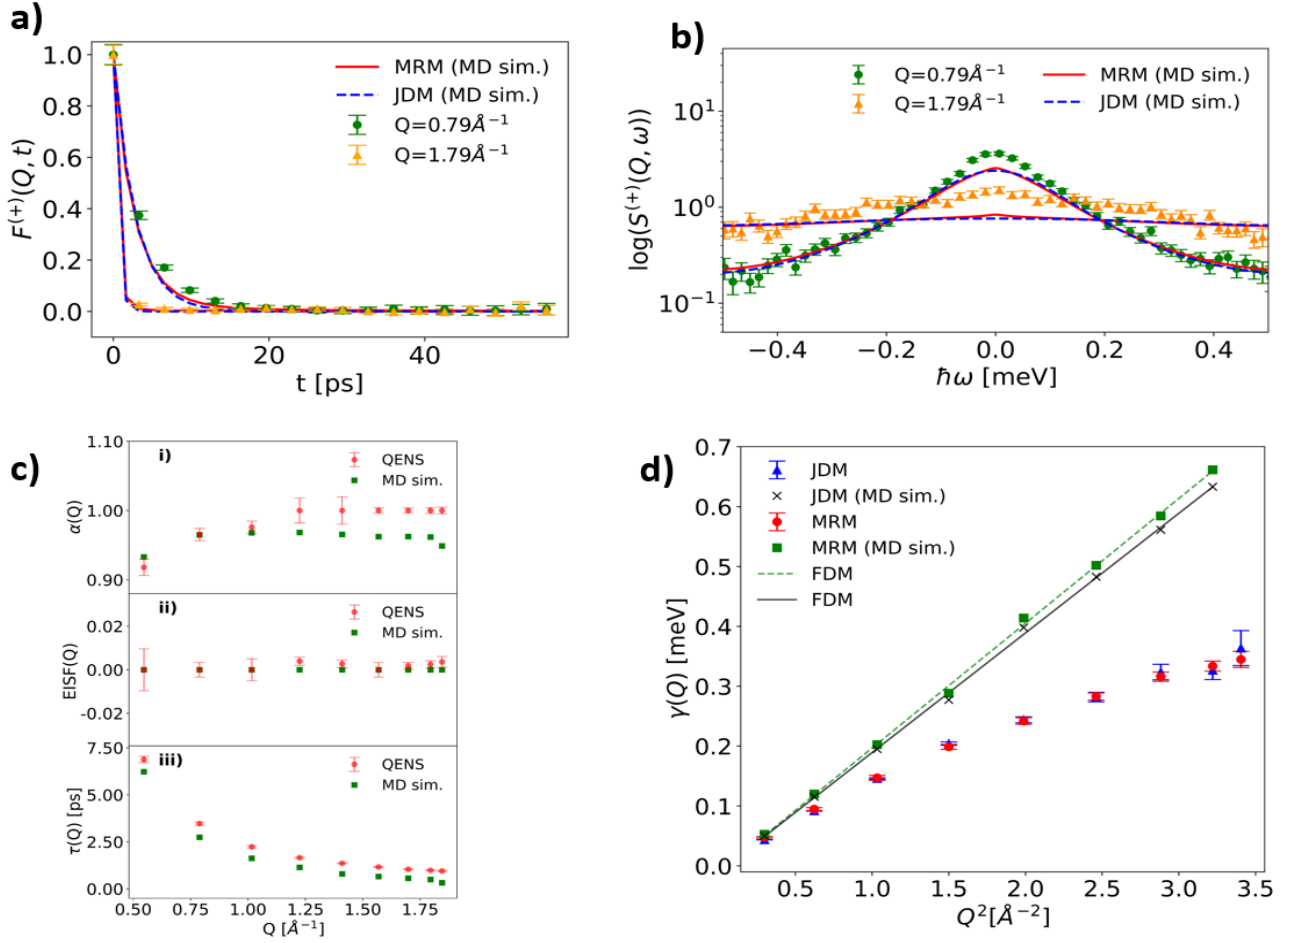 a)
1.0
0.8
0.6
0.4
0.2
0.0
F⁽⁺⁾(Q, t)
MRM (MD sim.)
JDM (MD sim.)
Q=0.79Å⁻¹
Q=1.79Å⁻¹
0 20 40
t [ps]
b)
10¹
10⁰
10⁻¹
log(S⁽⁺⁾(Q, ω))
Q=0.79Å⁻¹ MRM (MD sim.)
Q=1.79Å⁻¹ JDM (MD sim.)
−0.4 −0.2 0.0 0.2 0.4
ħω [meV]
c)
i)
1.10
1.00
0.90
α(Q)
QENS
MD sim.
ii)
0.02
0.00
-0.02
EISF(Q)
QENS
MD sim.
iii)
7.50
5.00
2.50
0.00
τ(Q) [ps]
QENS
MD sim.
0.50 0.75 1.00 1.25 1.50 1.75
Q [Å⁻¹]
d)
0.7
0.6
0.5
0.4
0.3
0.2
0.1
0.0
γ(Q) [meV]
JDM
JDM (MD sim.)
MRM
MRM (MD sim.)
FDM
FDM
0.5 1.0 1.5 2.0 2.5 3.0 3.5
Q²[Å⁻²]